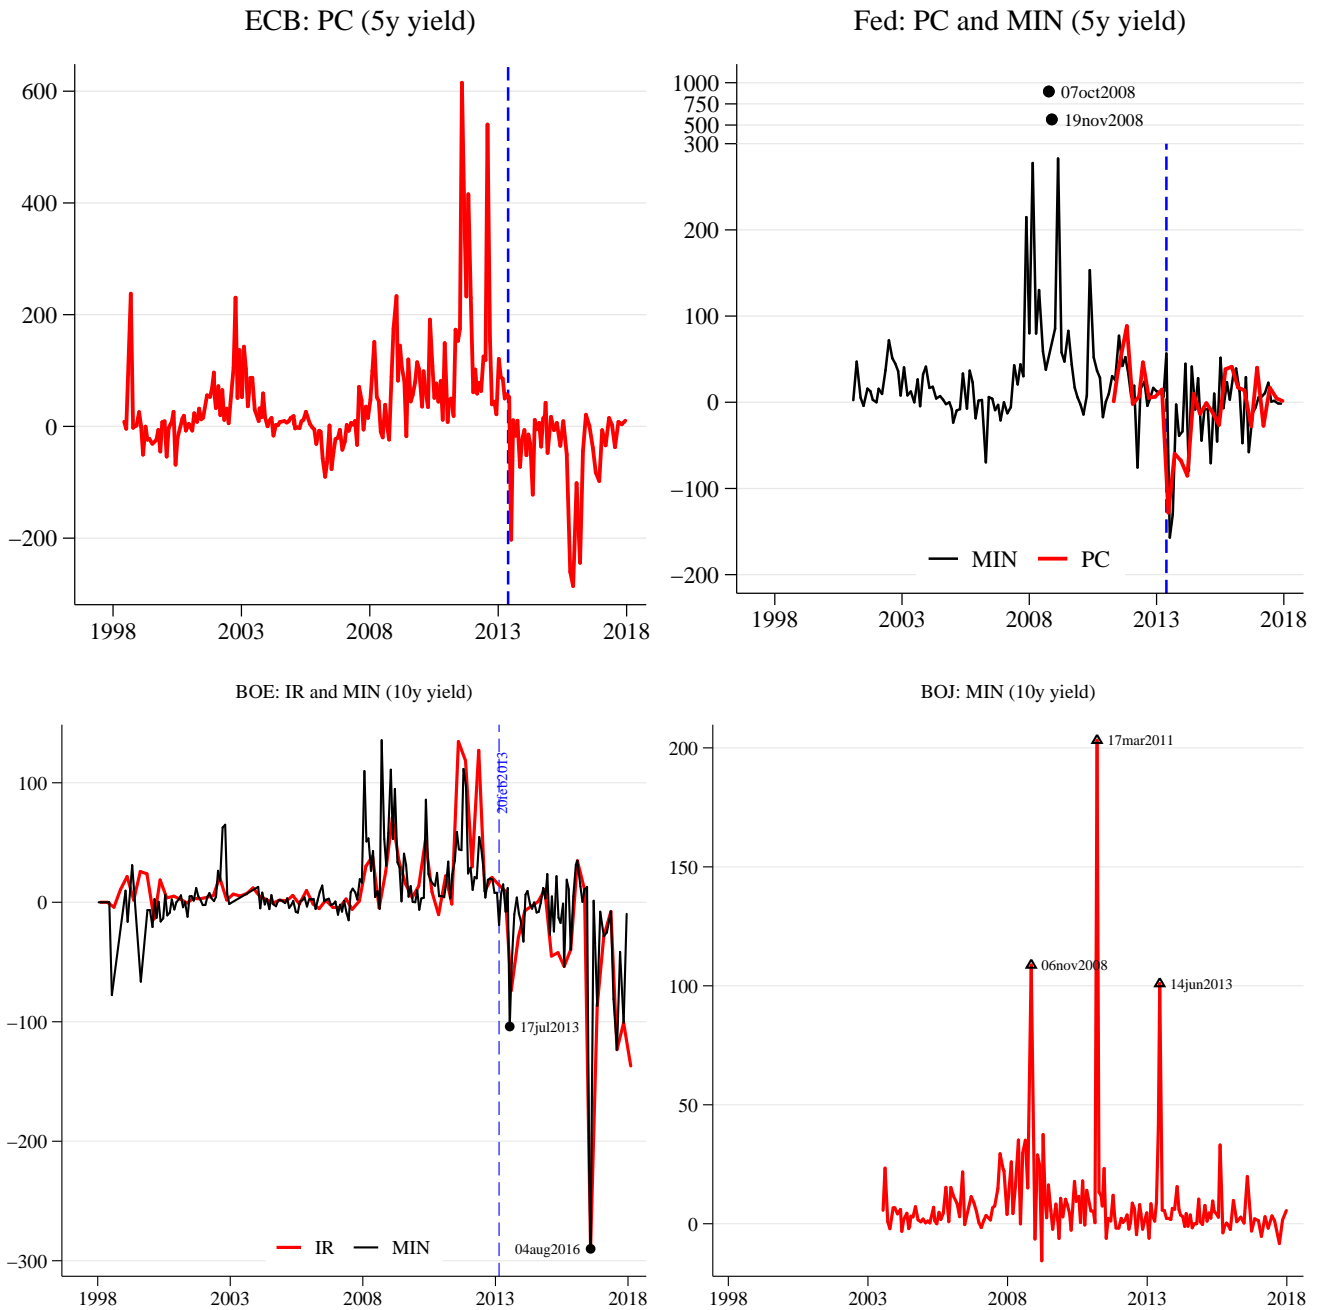 ECB: PC (5y yield)
600
400
200
0
−200
1998 2003 2008 2013 2018
Fed: PC and MIN (5y yield)
1000
750
500
300
200
100
0
−100
−200
07oct2008
19nov2008
MIN PC
1998 2003 2008 2013 2018
BOE: IR and MIN (10y yield)
100
0
−100
−200
−300
20feb2013
17jul2013
04aug2016
IR MIN
1998 2003 2008 2013 2018
BOJ: MIN (10y yield)
200
150
100
50
0
17mar2011
06nov2008
14jun2013
1998 2003 2008 2013 2018